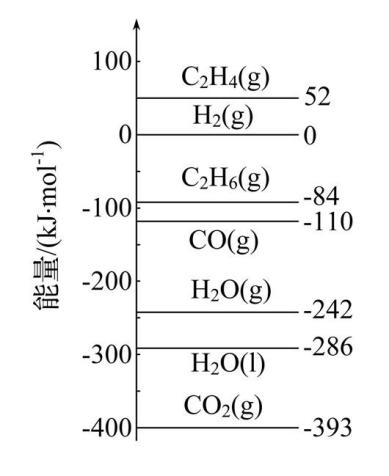 能量/(kJ·mol⁻¹)
100
C₂H₄(g)
52
H₂(g)
0
0
C₂H₆(g)
-84
-100
-110
CO(g)
-200
H₂O(g)
-242
-286
-300
H₂O(l)
CO₂(g)
-400
-393